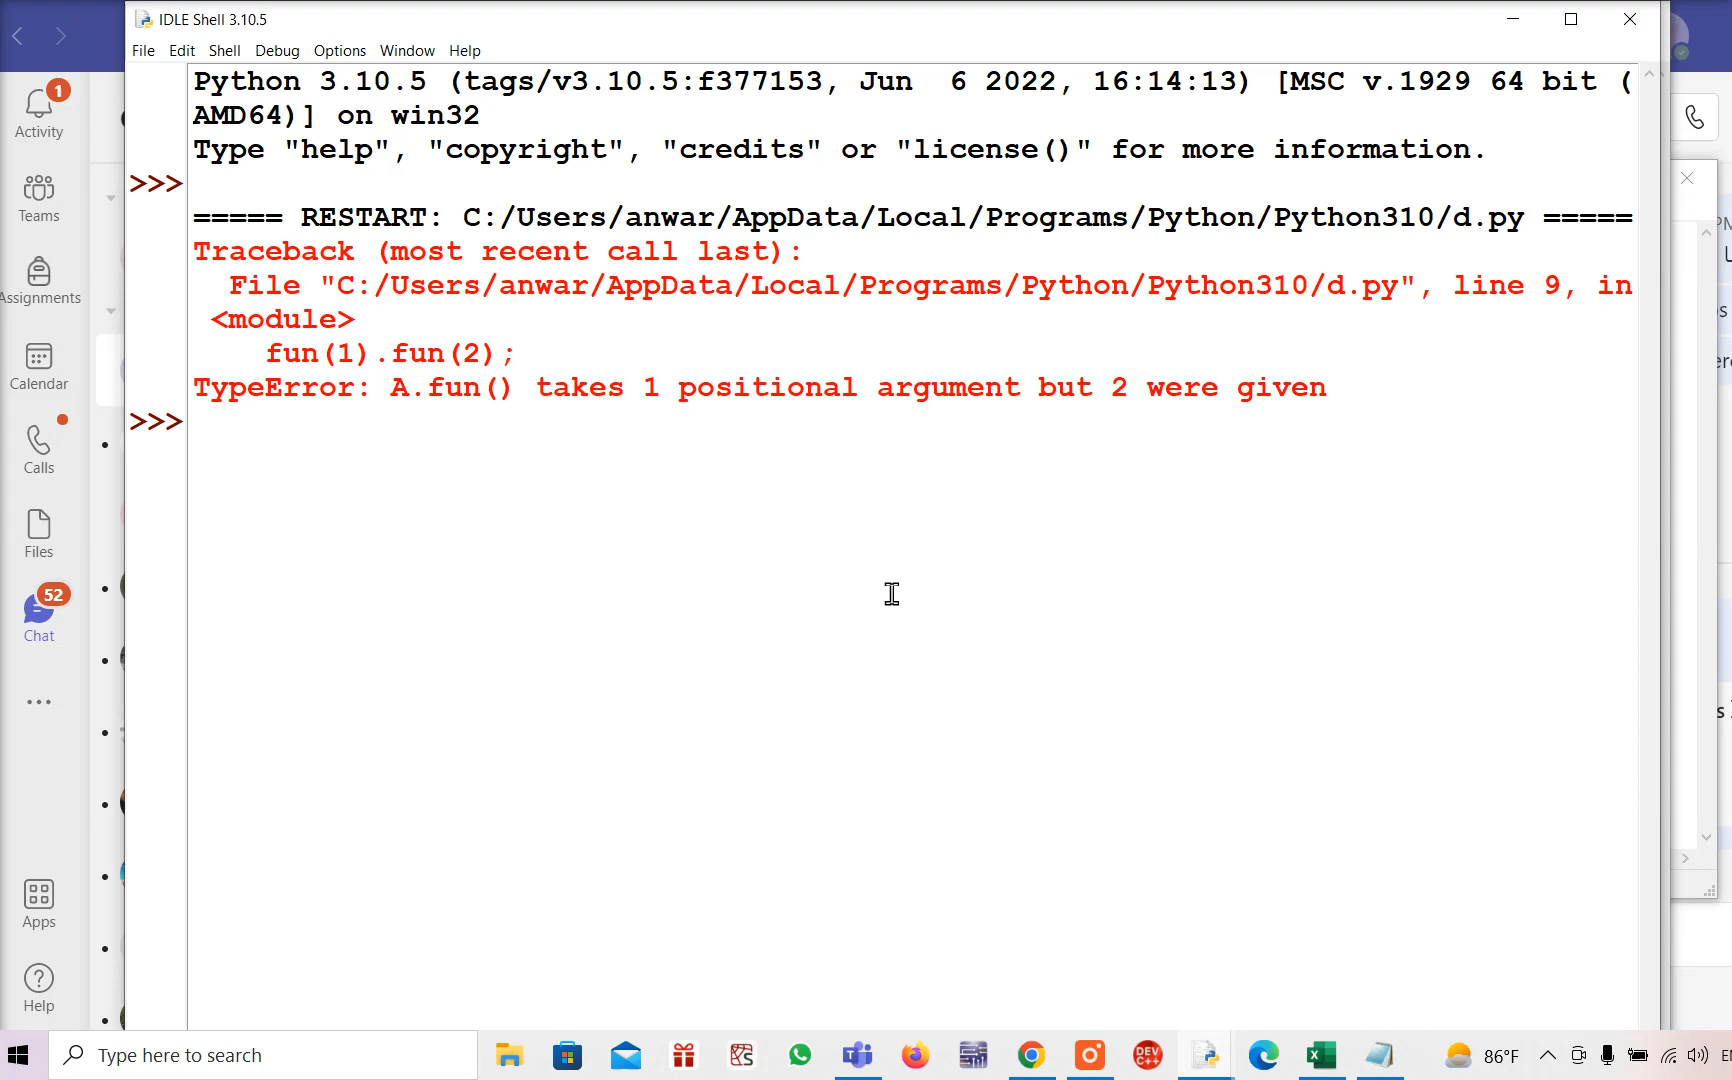 IDLE Shell 3.10.5
File Edit Shell Debug Options Window Help
Python 3.10.5 (tags/v3.10.5:f377153, Jun  6 2022, 16:14:13) [MSC v.1929 64 bit (
AMD64)] on win32
Type "help", "copyright", "credits" or "license()" for more information.
>>>
===== RESTART: C:/Users/anwar/AppData/Local/Programs/Python/Python310/d.py =====
Traceback (most recent call last):
  File "C:/Users/anwar/AppData/Local/Programs/Python/Python310/d.py", line 9, in
 <module>
    fun(1).fun(2);
TypeError: A.fun() takes 1 positional argument but 2 were given
>>>
1
Activity
Teams
Assignments
Calendar
Calls
Files
52
Chat
Apps
Help
Type here to search
DEV C++
86°F